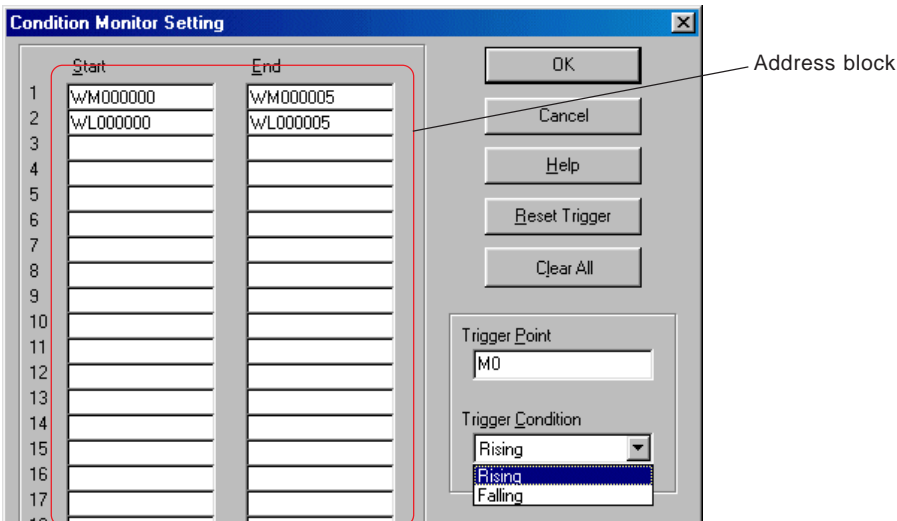 Condition Monitor Setting
Start End
1 WM000000 WM000005
2 WL000000 WL000005
3
4
5
6
7
8
9
10
11
12
13
14
15
16
17
18
OK
Cancel
Help
Reset Trigger
Clear All
Trigger Point
M0
Trigger Condition
Rising
Rising
Falling
Address block